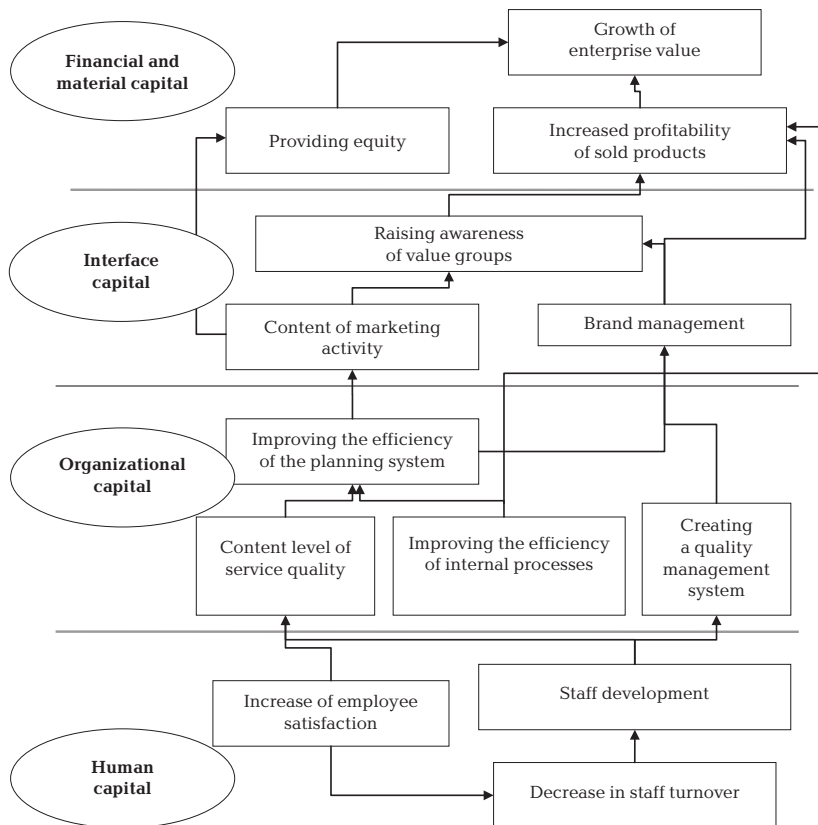 Growth of
enterprise value
Financial and
material capital
Providing equity
Increased profitability
of sold products
Raising awareness
of value groups
Interface
capital
Content of marketing
activity
Brand management
Improving the efficiency
of the planning system
Organizational
capital
Content level of
service quality
Improving the efficiency
of internal processes
Creating
a quality
management
system
Increase of employee
satisfaction
Staff development
Human
capital
Decrease in staff turnover